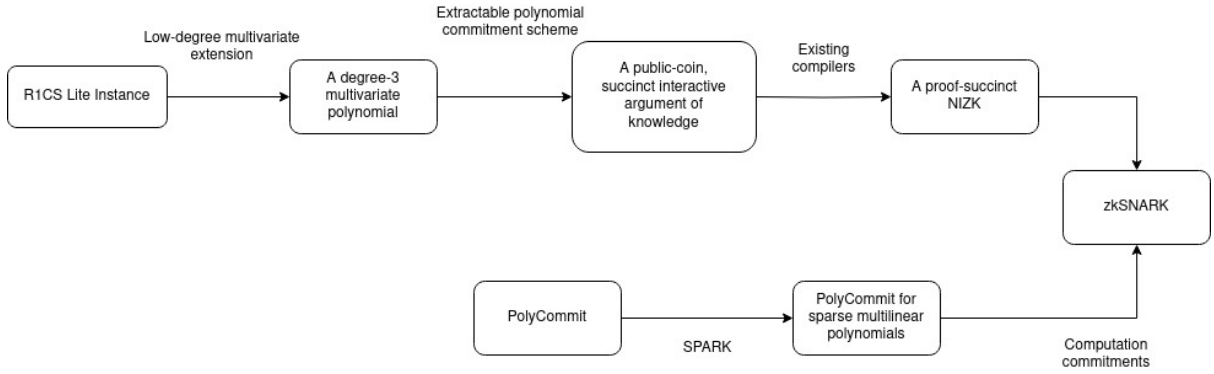 Low-degree multivariate
extension
Extractable polynomial
commitment scheme
Existing
compilers
R1CS Lite Instance
A degree-3
multivariate
polynomial
A public-coin,
succinct interactive
argument of
knowledge
A proof-succinct
NIZK
zkSNARK
PolyCommit
SPARK
PolyCommit for
sparse multilinear
polynomials
Computation
commitments